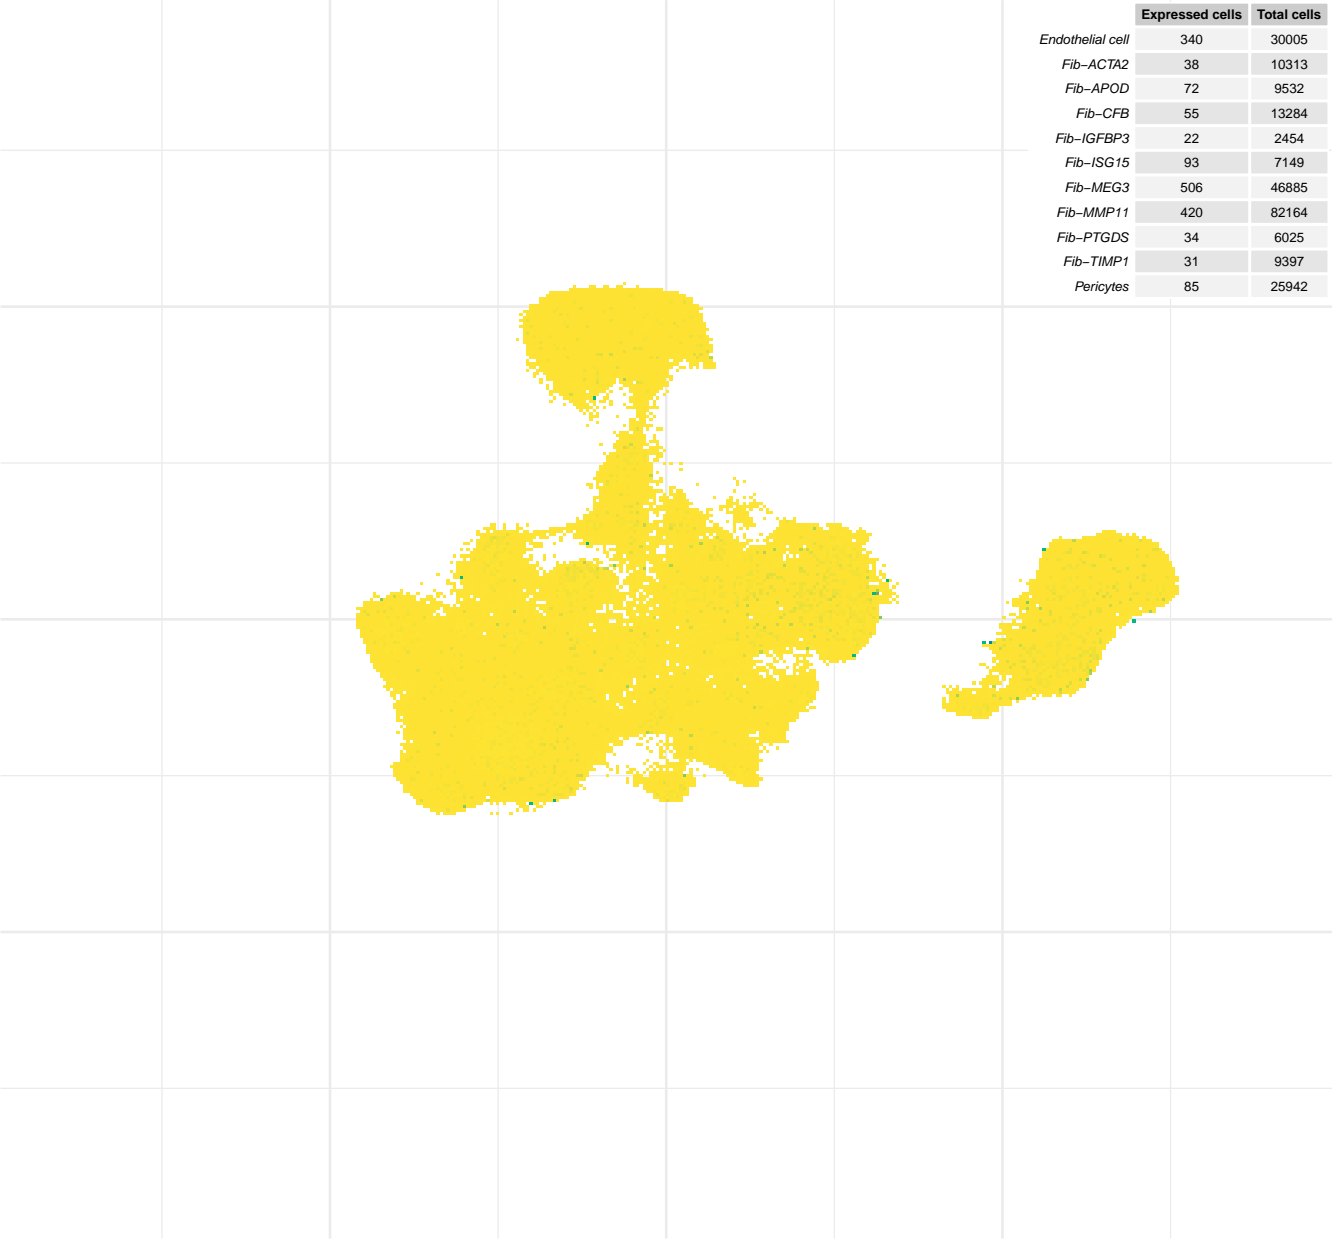 Expressed cells Total cells
Endothelial cell 340 30005
Fib−ACTA2 38 10313
Fib−APOD 72 9532
Fib−CFB 55 13284
Fib−IGFBP3 22 2454
Fib−ISG15 93 7149
Fib−MEG3 506 46885
Fib−MMP11 420 82164
Fib−PTGDS 34 6025
Fib−TIMP1 31 9397
Pericytes 85 25942